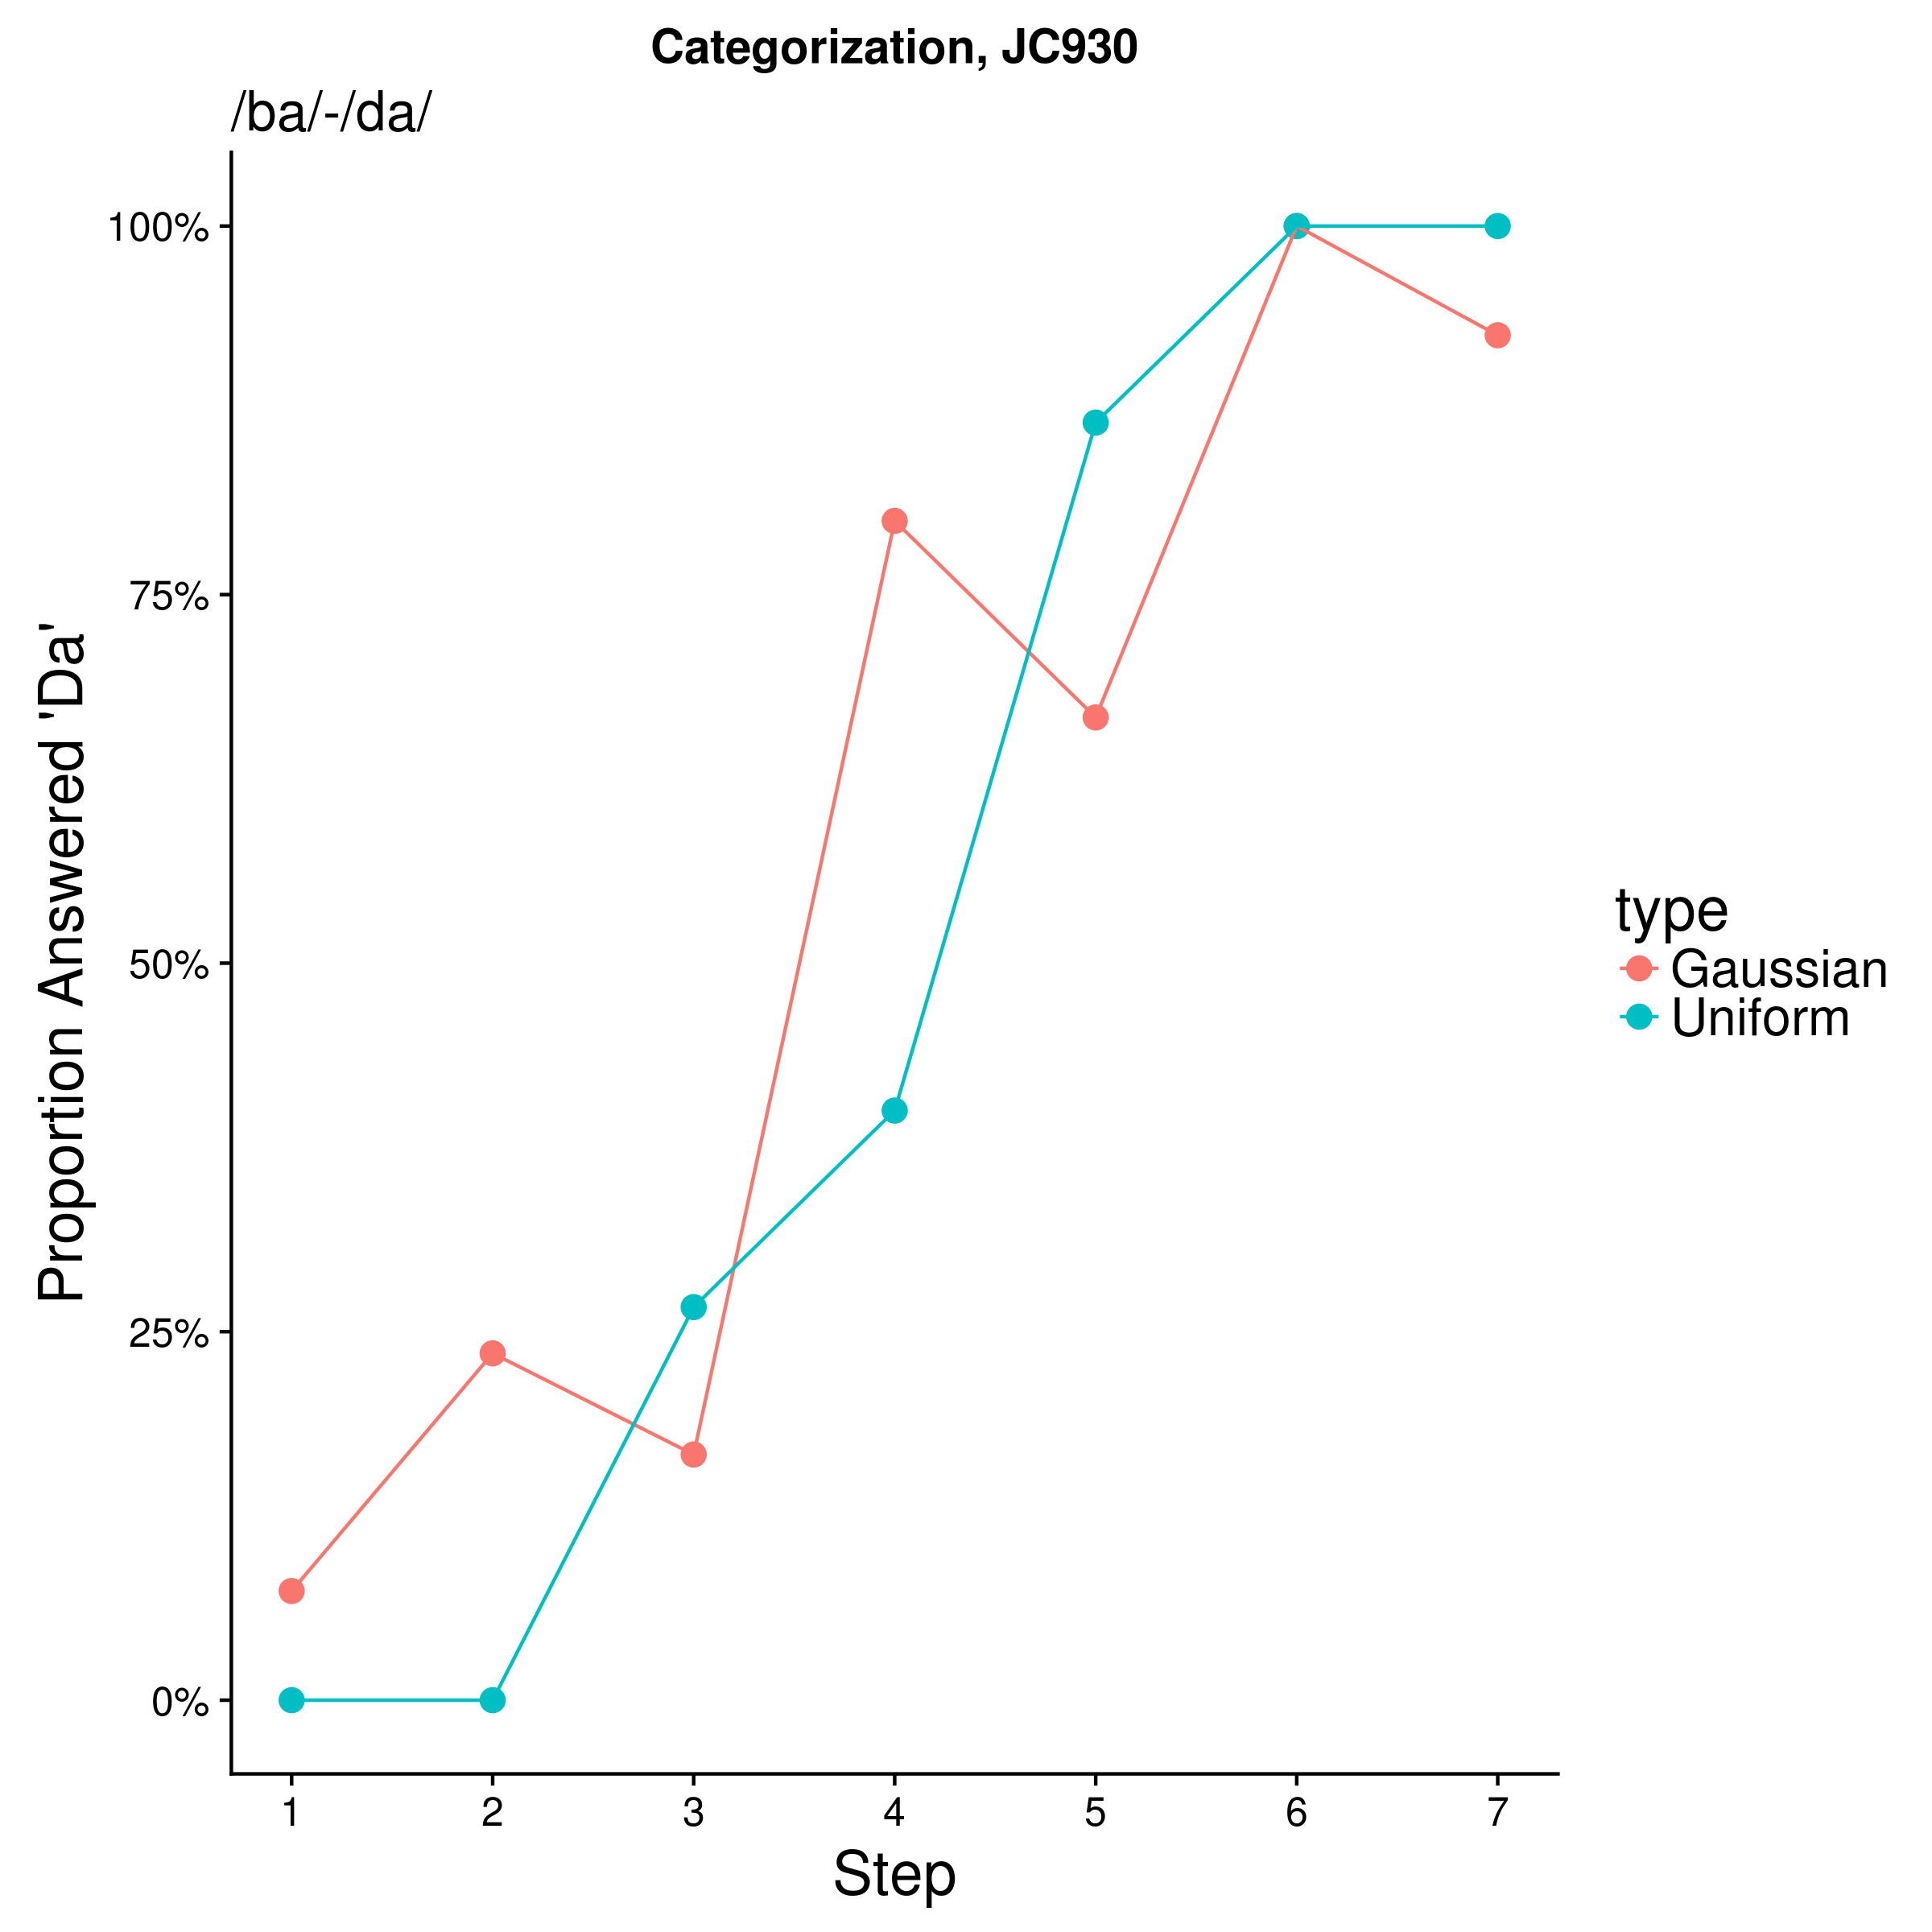 Categorization, JC930
/ba/-/da/
Proportion Answered 'Da'
100%
75%
50%
25%
0%
1 2 3 4 5 6 7
Step
type
Gaussian
Uniform